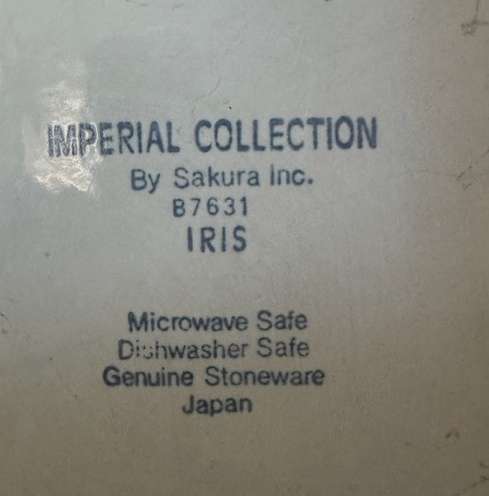 IMPERIAL COLLECTION
By Sakura Inc.
B7631
IRIS
Microwave Safe
Dishwasher Safe
Genuine Stoneware
Japan